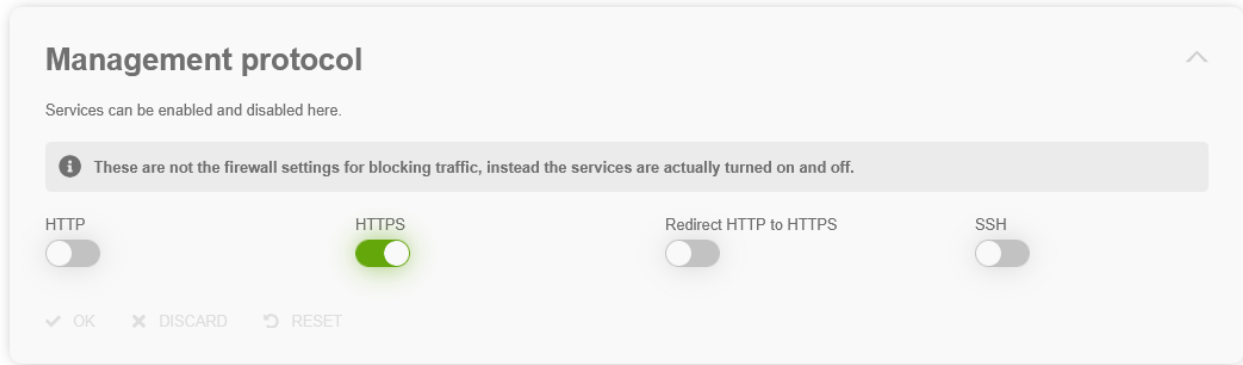 Management protocol
Services can be enabled and disabled here.
These are not the firewall settings for blocking traffic, instead the services are actually turned on and off.
HTTP HTTPS Redirect HTTP to HTTPS SSH
OK DISCARD RESET